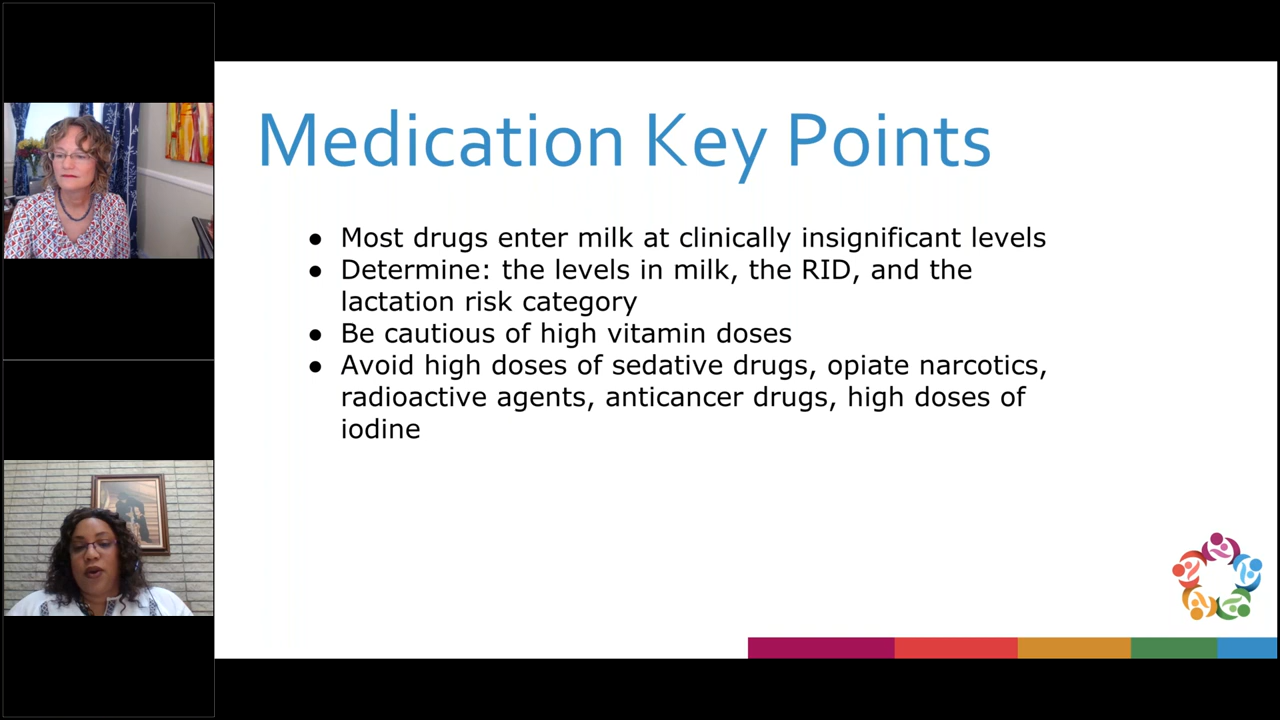 Medication Key Points
● Most drugs enter milk at clinically insignificant levels
● Determine: the levels in milk, the RID, and the
lactation risk category
● Be cautious of high vitamin doses
● Avoid high doses of sedative drugs, opiate narcotics,
radioactive agents, anticancer drugs, high doses of
iodine